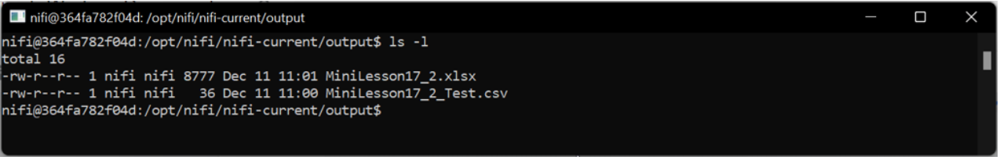 nifi@364fa782f04d: /opt/nifi/nifi-current/output
nifi@364fa782f04d:/opt/nifi/nifi-current/output$ ls -l
total 16
-rw-r--r-- 1 nifi nifi 8777 Dec 11 11:01 MiniLesson17_2.xlsx
-rw-r--r-- 1 nifi nifi   36 Dec 11 11:00 MiniLesson17_2_Test.csv
nifi@364fa782f04d:/opt/nifi/nifi-current/output$